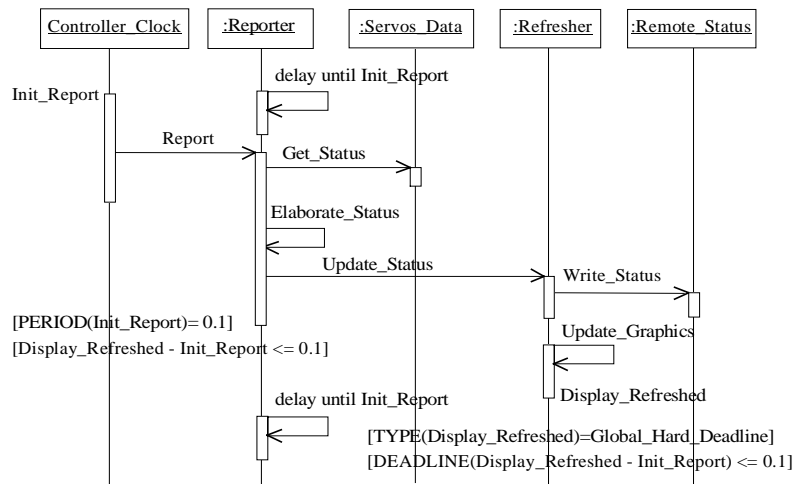 Controller_Clock
:Reporter
:Servos_Data
:Refresher
:Remote_Status
delay until Init_Report
Init_Report
Report
Get_Status
Elaborate_Status
Update_Status
Write_Status
[PERIOD(Init_Report)= 0.1]
Update_Graphics
[Display_Refreshed - Init_Report <= 0.1]
Display_Refreshed
delay until Init_Report
[TYPE(Display_Refreshed)=Global_Hard_Deadline]
[DEADLINE(Display_Refreshed - Init_Report) <= 0.1]